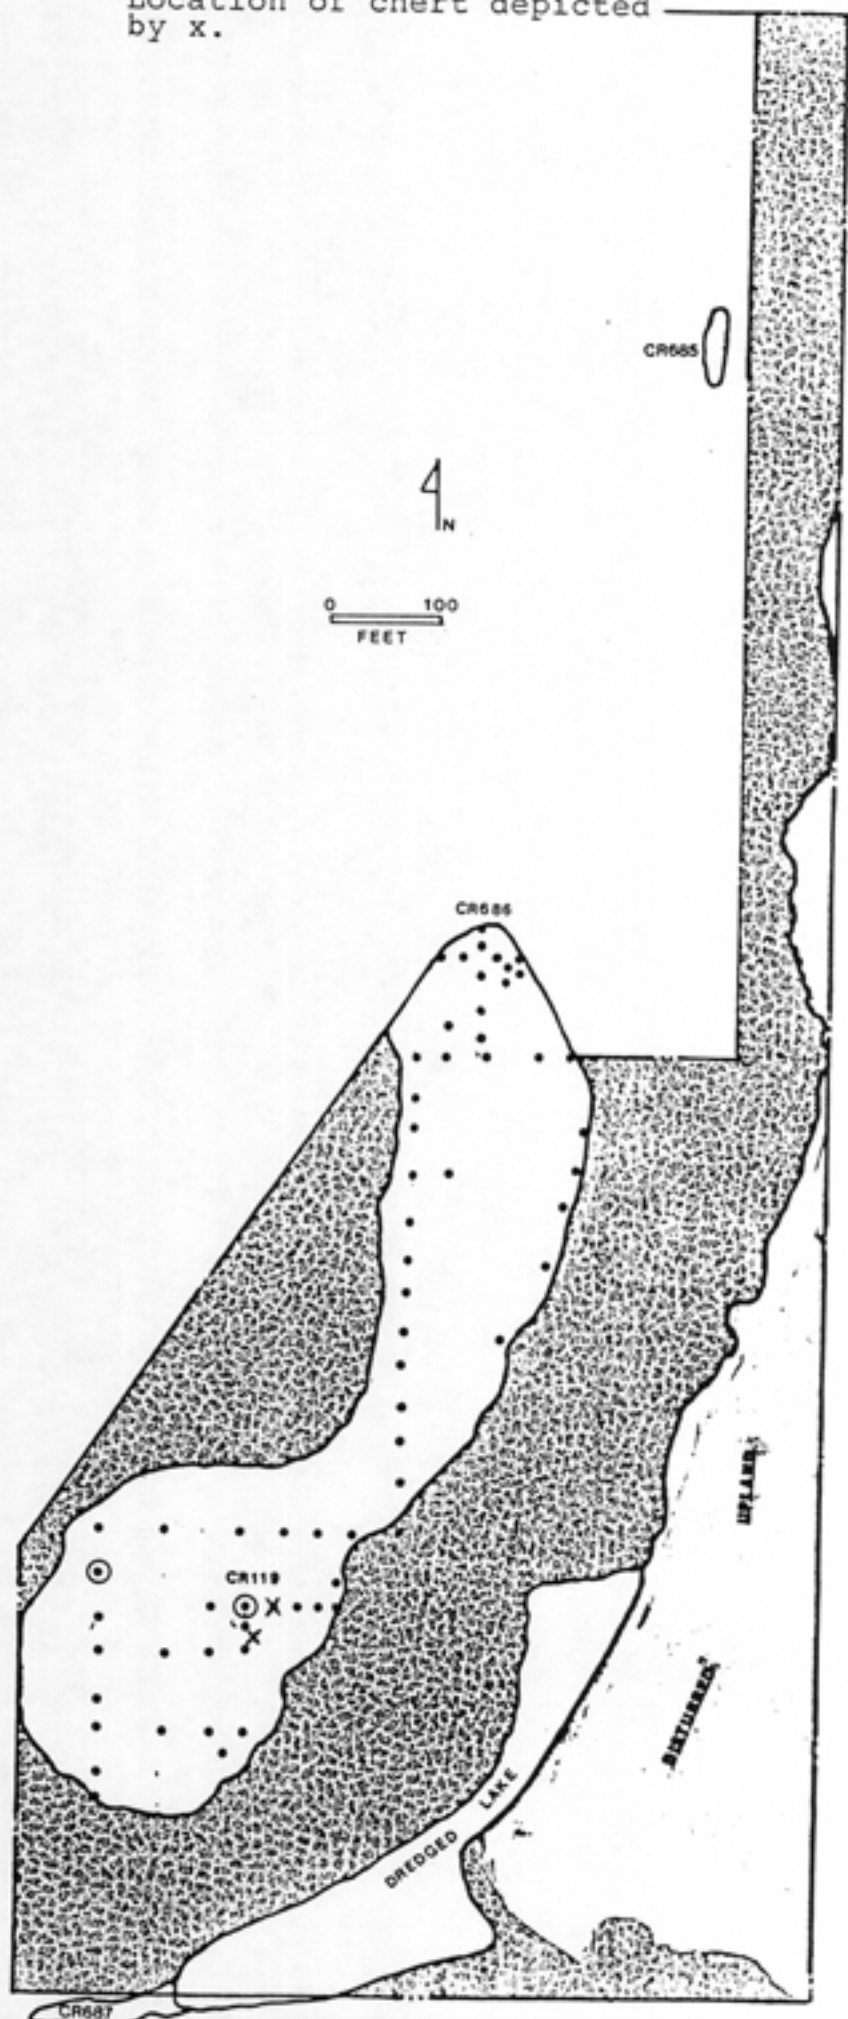 Location of chert depicted
by x.
CR685
N
0 100
FEET
CR686
UPLAND
CR119
DISTURBED
DREDGED LAKE
CR687